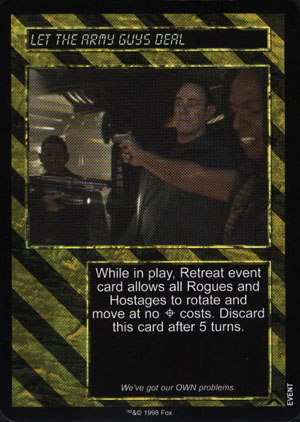 LET THE ARMY GUYS DEAL
While in play, Retreat event
card allows all Rogues and
Hostages to rotate and
move at no ⌖ costs. Discard
this card after 5 turns.
We've got our OWN problems.
™&© 1998 Fox
EVENT